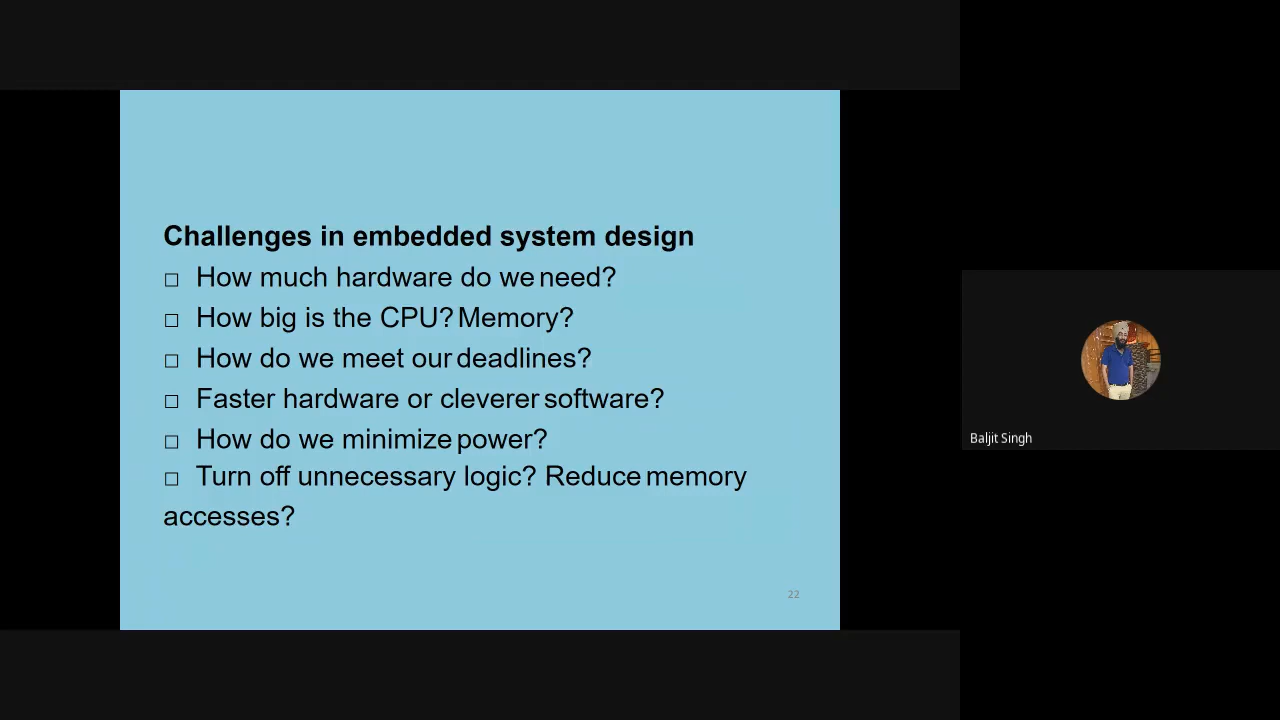 Challenges in embedded system design
□ How much hardware do we need?
□ How big is the CPU? Memory?
□ How do we meet our deadlines?
□ Faster hardware or cleverer software?
□ How do we minimize power?
□ Turn off unnecessary logic? Reduce memory
accesses?
22
Baljit Singh